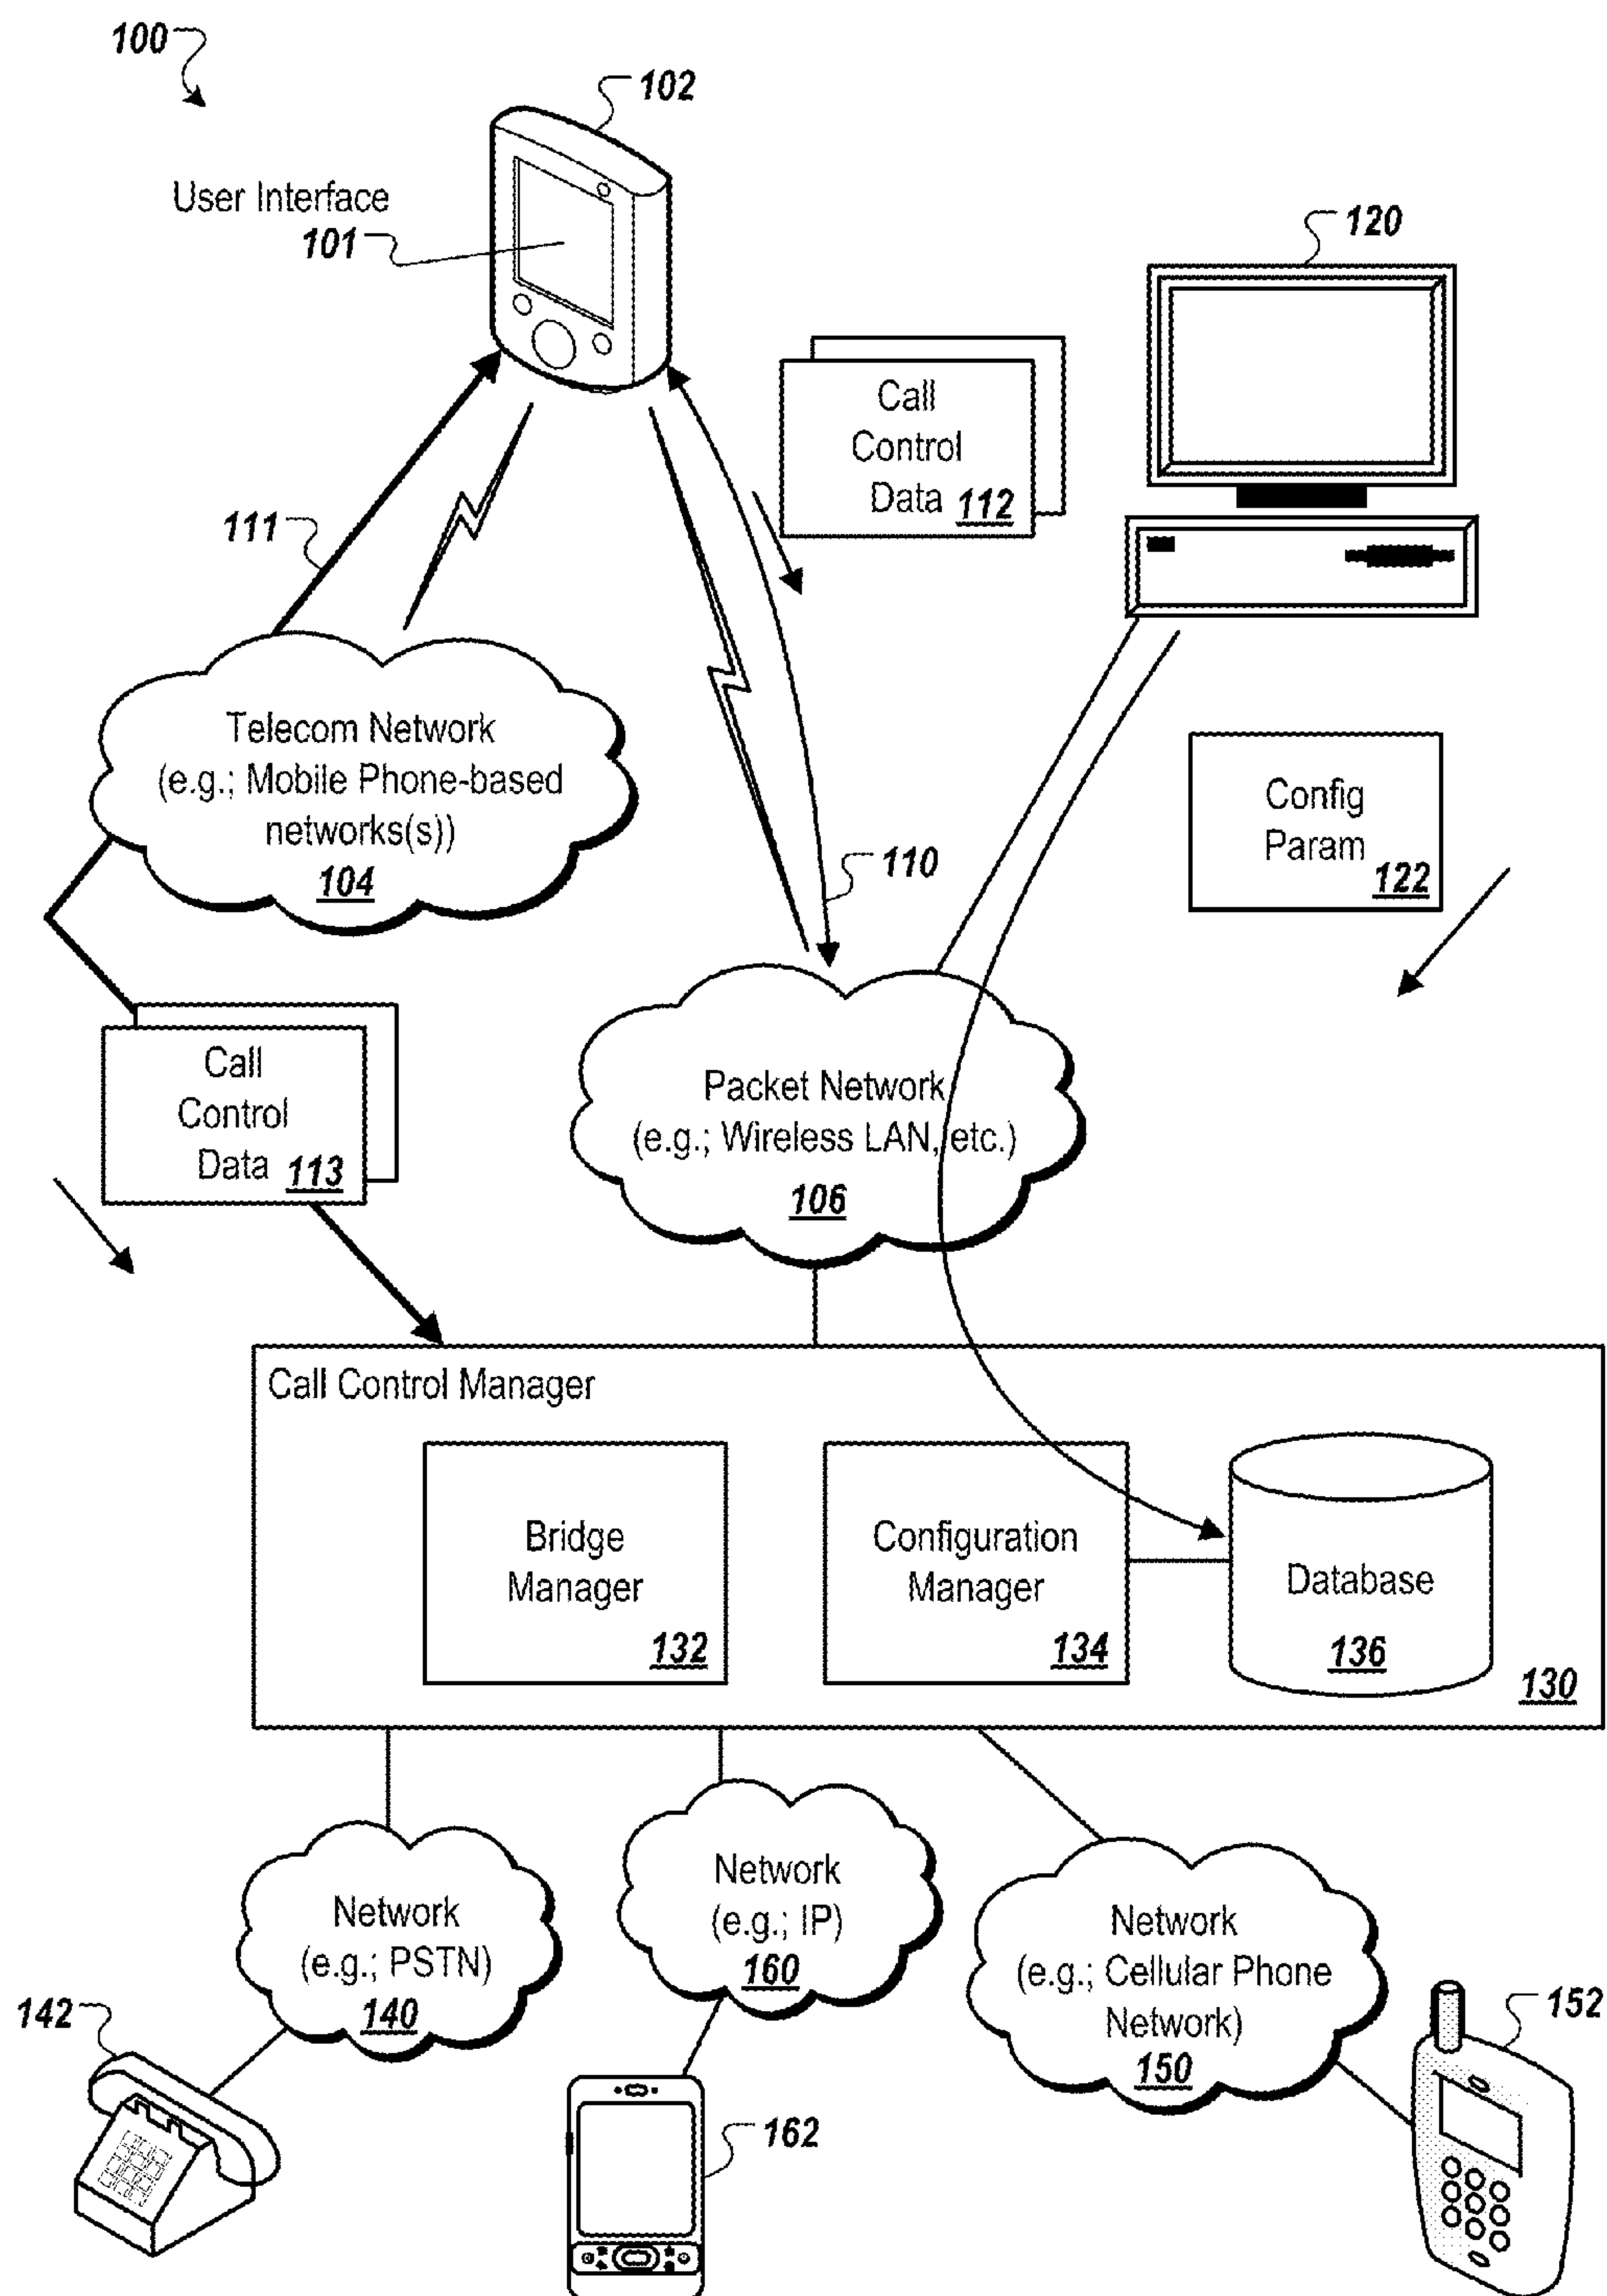 100
102
User Interface
101
120
Call
Control
Data 112
111
Telecom Network
(e.g.; Mobile Phone-based
networks(s))
104
Config
Param
122
110
Call
Control
Data 113
Packet Network
(e.g.; Wireless LAN, etc.)
106
Call Control Manager
Bridge
Manager
132
Configuration
Manager
134
Database
136
130
Network
(e.g.; PSTN)
140
Network
(e.g.; IP)
160
Network
(e.g.; Cellular Phone
Network)
150
142
152
162